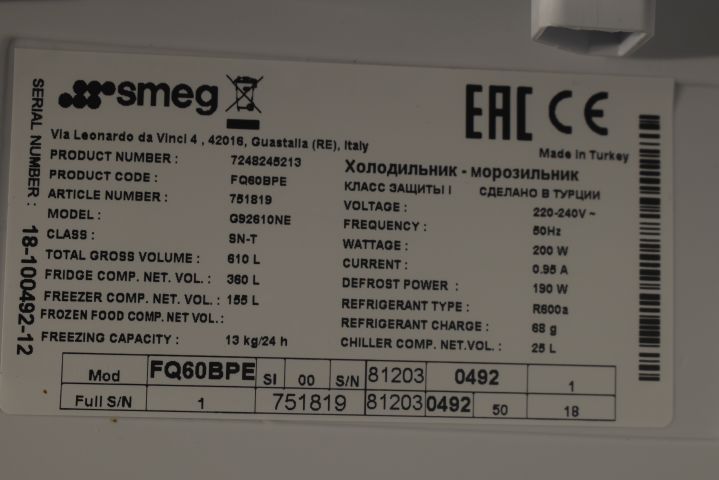 smeg
EAC CE
Via Leonardo da Vinci 4 , 42016, Guastalla (RE), Italy
Made in Turkey
SERIAL NUMBER : 18-100492-12
PRODUCT NUMBER : 7248245213
PRODUCT CODE : FQ60BPE
ARTICLE NUMBER : 751819
MODEL : G92610NE
CLASS : SN-T
TOTAL GROSS VOLUME : 610 L
FRIDGE COMP. NET. VOL. : 360 L
FREEZER COMP. NET. VOL. : 155 L
FROZEN FOOD COMP. NET VOL. :
FREEZING CAPACITY : 13 kg/24 h
Холодильник - морозильник
КЛАСС ЗАЩИТЫ I СДЕЛАНО В ТУРЦИИ
VOLTAGE : 220-240V ~
FREQUENCY : 50Hz
WATTAGE : 200 W
CURRENT : 0.95 A
DEFROST POWER : 190 W
REFRIGERANT TYPE : R600a
REFRIGERANT CHARGE : 68 g
CHILLER COMP. NET.VOL. : 25 L
Mod FQ60BPE SI 00 S/N 81203 0492 1
Full S/N 1 751819 81203 0492 50 18